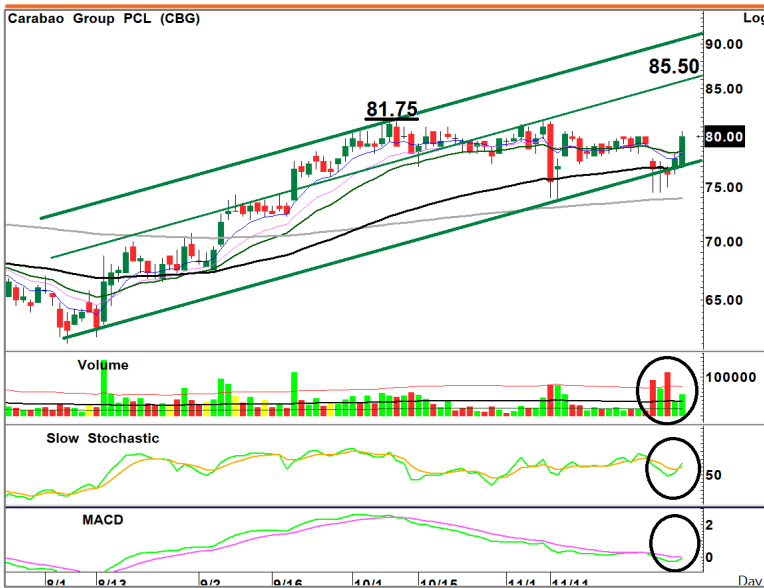 Carabao Group PCL (CBG)
Log
90.00
85.50
85.00
81.75
80.00
75.00
70.00
65.00
Volume
100000
Slow Stochastic
50
MACD
2
0
8/1 8/13 9/2 9/16 10/1 10/15 11/1 11/11 Day